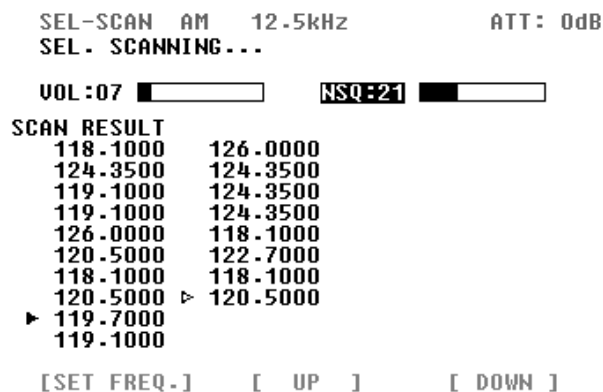 SEL-SCAN AM 12.5kHz ATT: 0dB
SEL. SCANNING...
VOL:07 NSQ:21
SCAN RESULT
118.1000 126.0000
124.3500 124.3500
119.1000 124.3500
119.1000 124.3500
126.0000 118.1000
120.5000 122.7000
118.1000 118.1000
120.5000 ▷ 120.5000
► 119.7000
119.1000
[SET FREQ.] [ UP ] [ DOWN ]